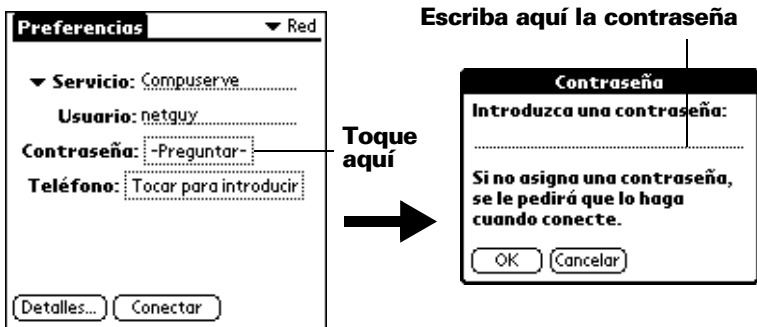 Preferencias
Red
Servicio: Compuserve
Usuario: netguy
Contraseña: -Preguntar-
Teléfono: Tocar para introducir
Detalles... Conectar
Toque
aquí
Escriba aquí la contraseña
Contraseña
Introduzca una contraseña:
Si no asigna una contraseña,
se le pedirá que lo haga
cuando conecte.
OK Cancelar